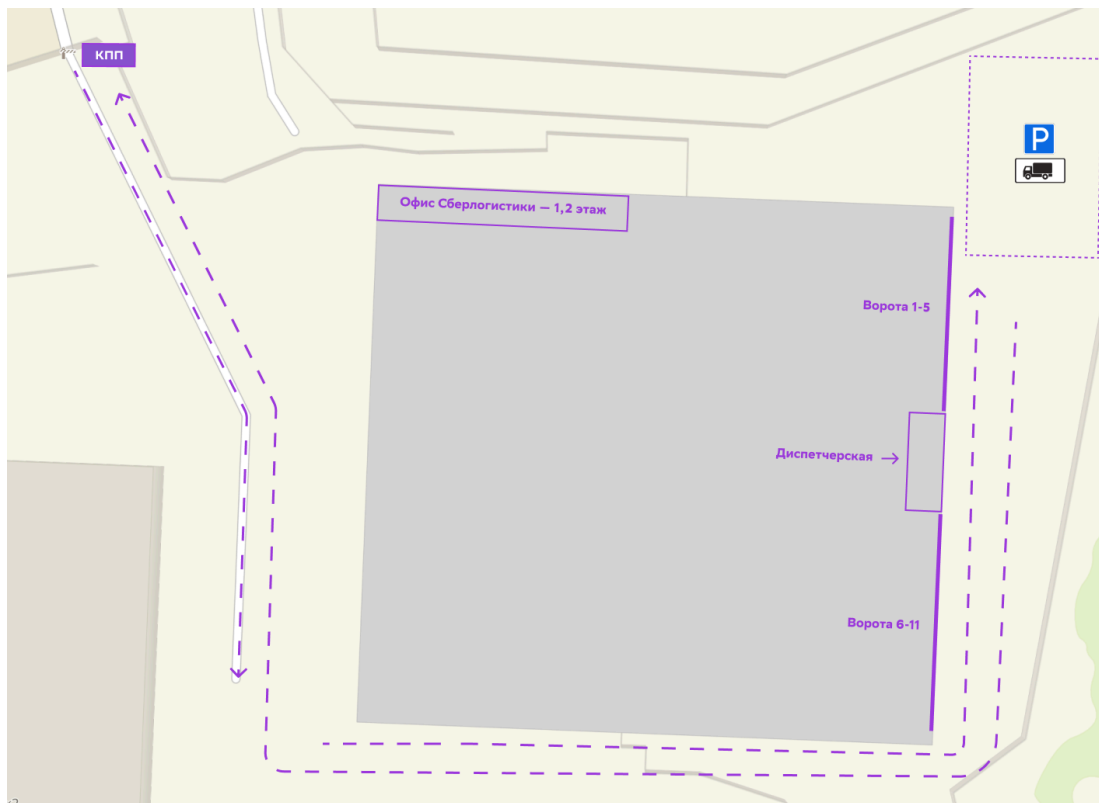 КПП
P
Офис Сберлогистики — 1,2 этаж
Ворота 1-5
Диспетчерская →
Ворота 6-11